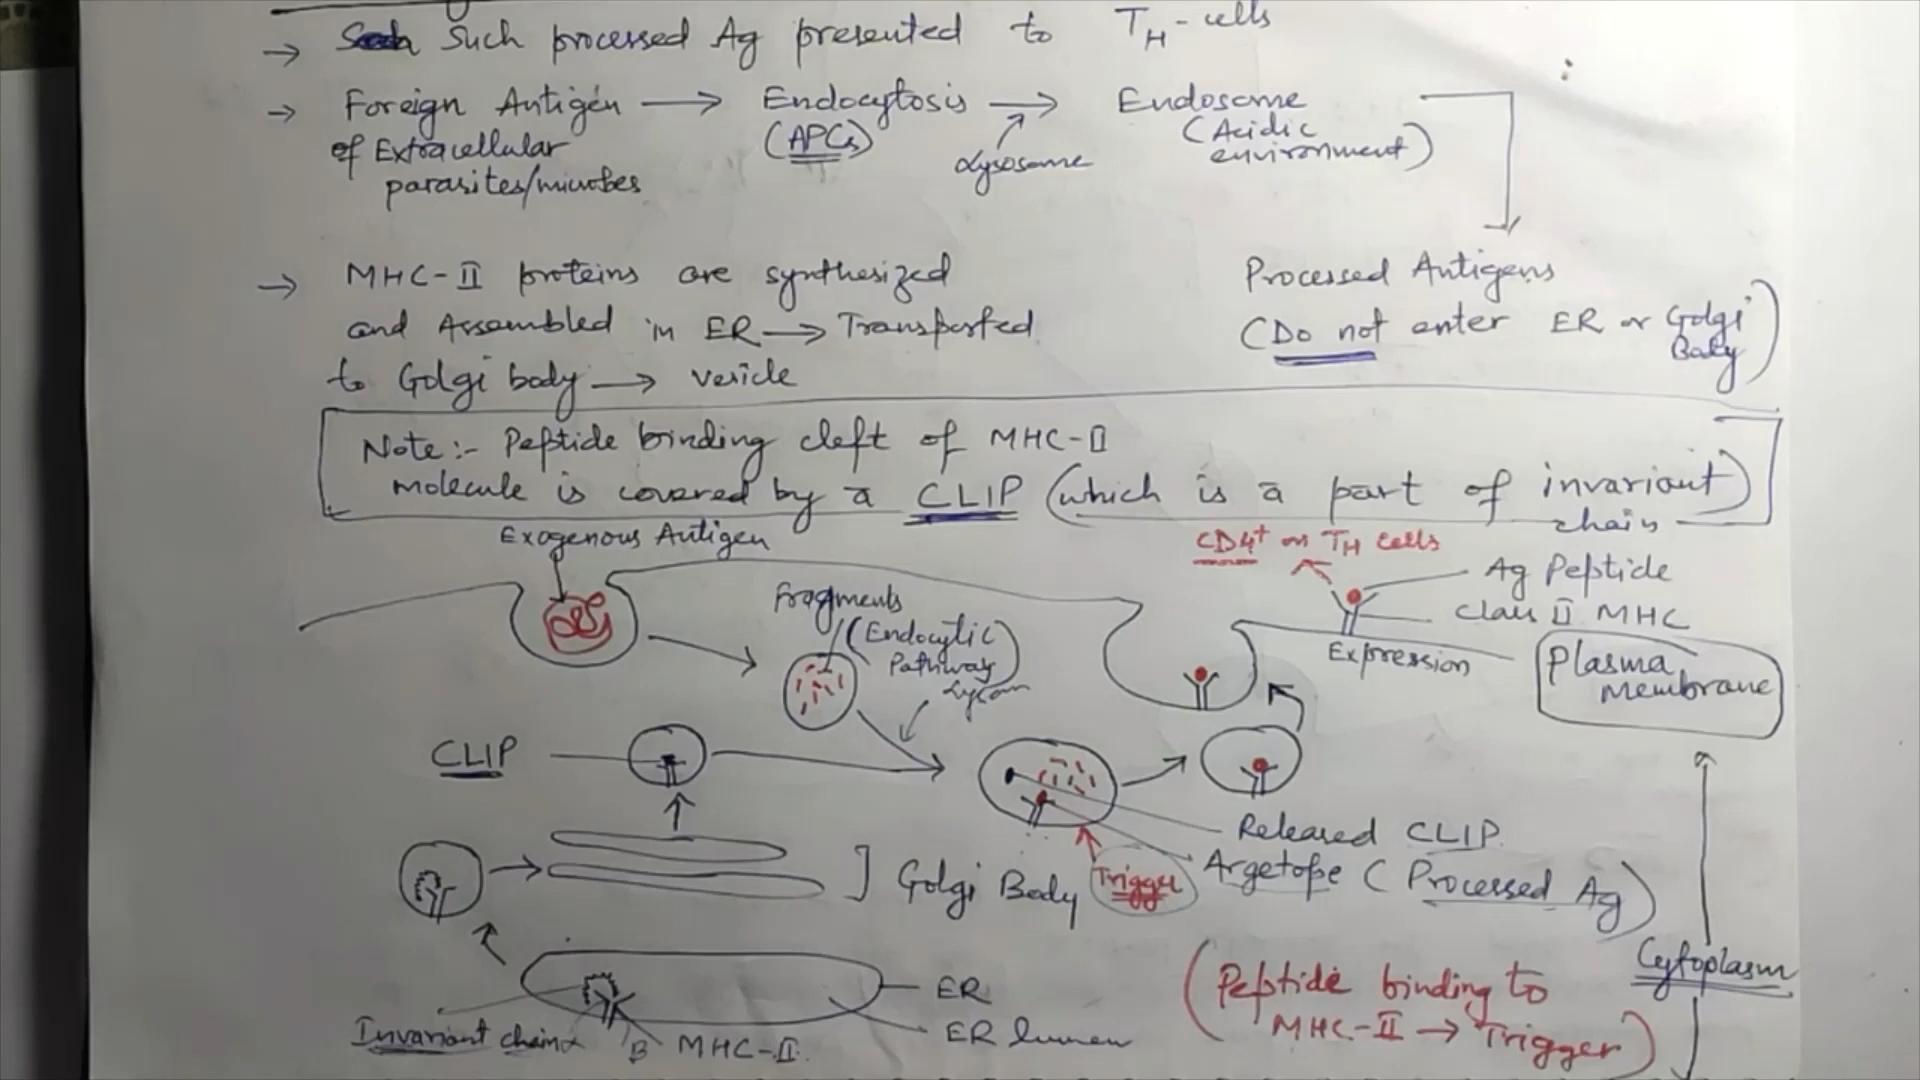 → Such processed Ag presented to TH-cells
→ Foreign Antigen → Endocytosis → Endosome
of Extracellular (APCs) Lysosome (Acidic environment)
parasites/microbes
→ MHC-II proteins are synthesized
and Assembled in ER → Transported
to Golgi body → vesicle
Processed Antigens
(Do not enter ER or Golgi
Body)
Note:- Peptide binding cleft of MHC-II
molecule is covered by a CLIP (which is a part of invariant)
chain
Exogenous Antigen
CD4+ on TH cells
Ag Peptide
Class II MHC
Expression
Plasma
Membrane
Fragments
(Endocytic
Pathway)
CLIP
Released CLIP
Argetope (Processed Ag)
] Golgi Body
Trigger
Cytoplasm
(Peptide binding to
MHC-II → Trigger)
ER
ER lumen
Invariant chain α B MHC-II